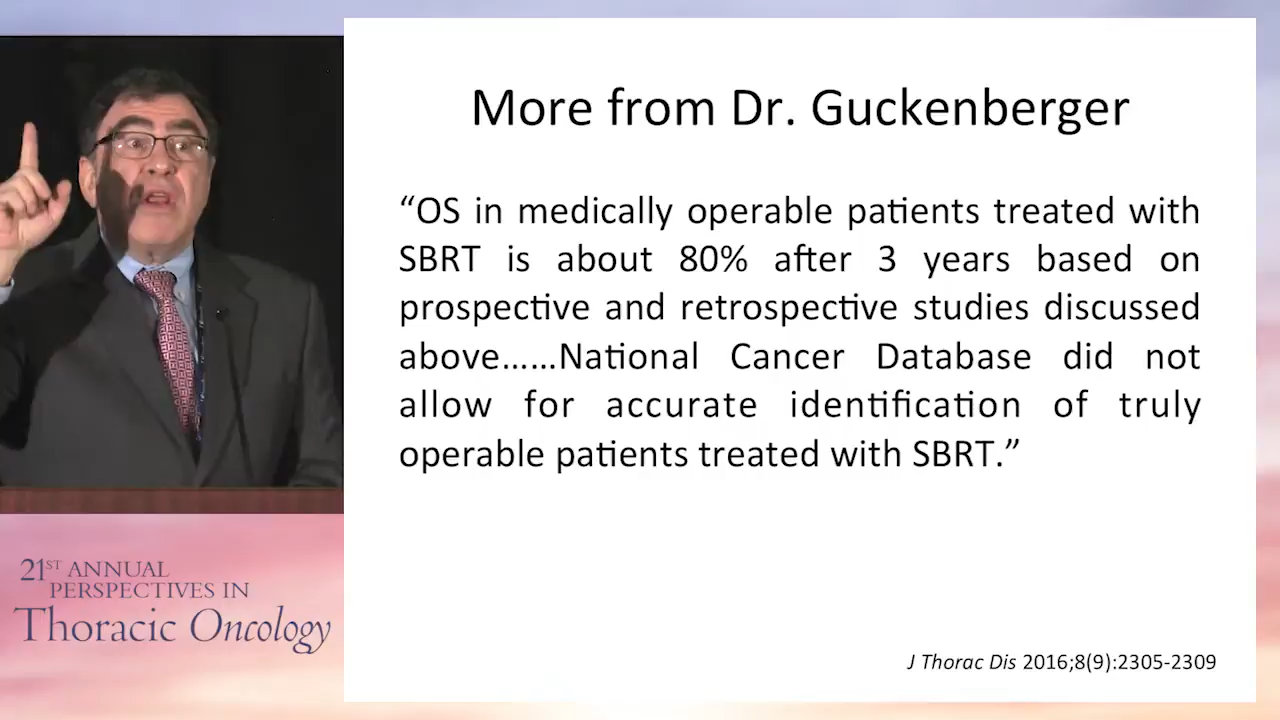 More from Dr. Guckenberger
“OS in medically operable patients treated with
SBRT is about 80% after 3 years based on
prospective and retrospective studies discussed
above……National Cancer Database did not
allow for accurate identification of truly
operable patients treated with SBRT.”
J Thorac Dis 2016;8(9):2305-2309
21ST ANNUAL
PERSPECTIVES IN
Thoracic Oncology